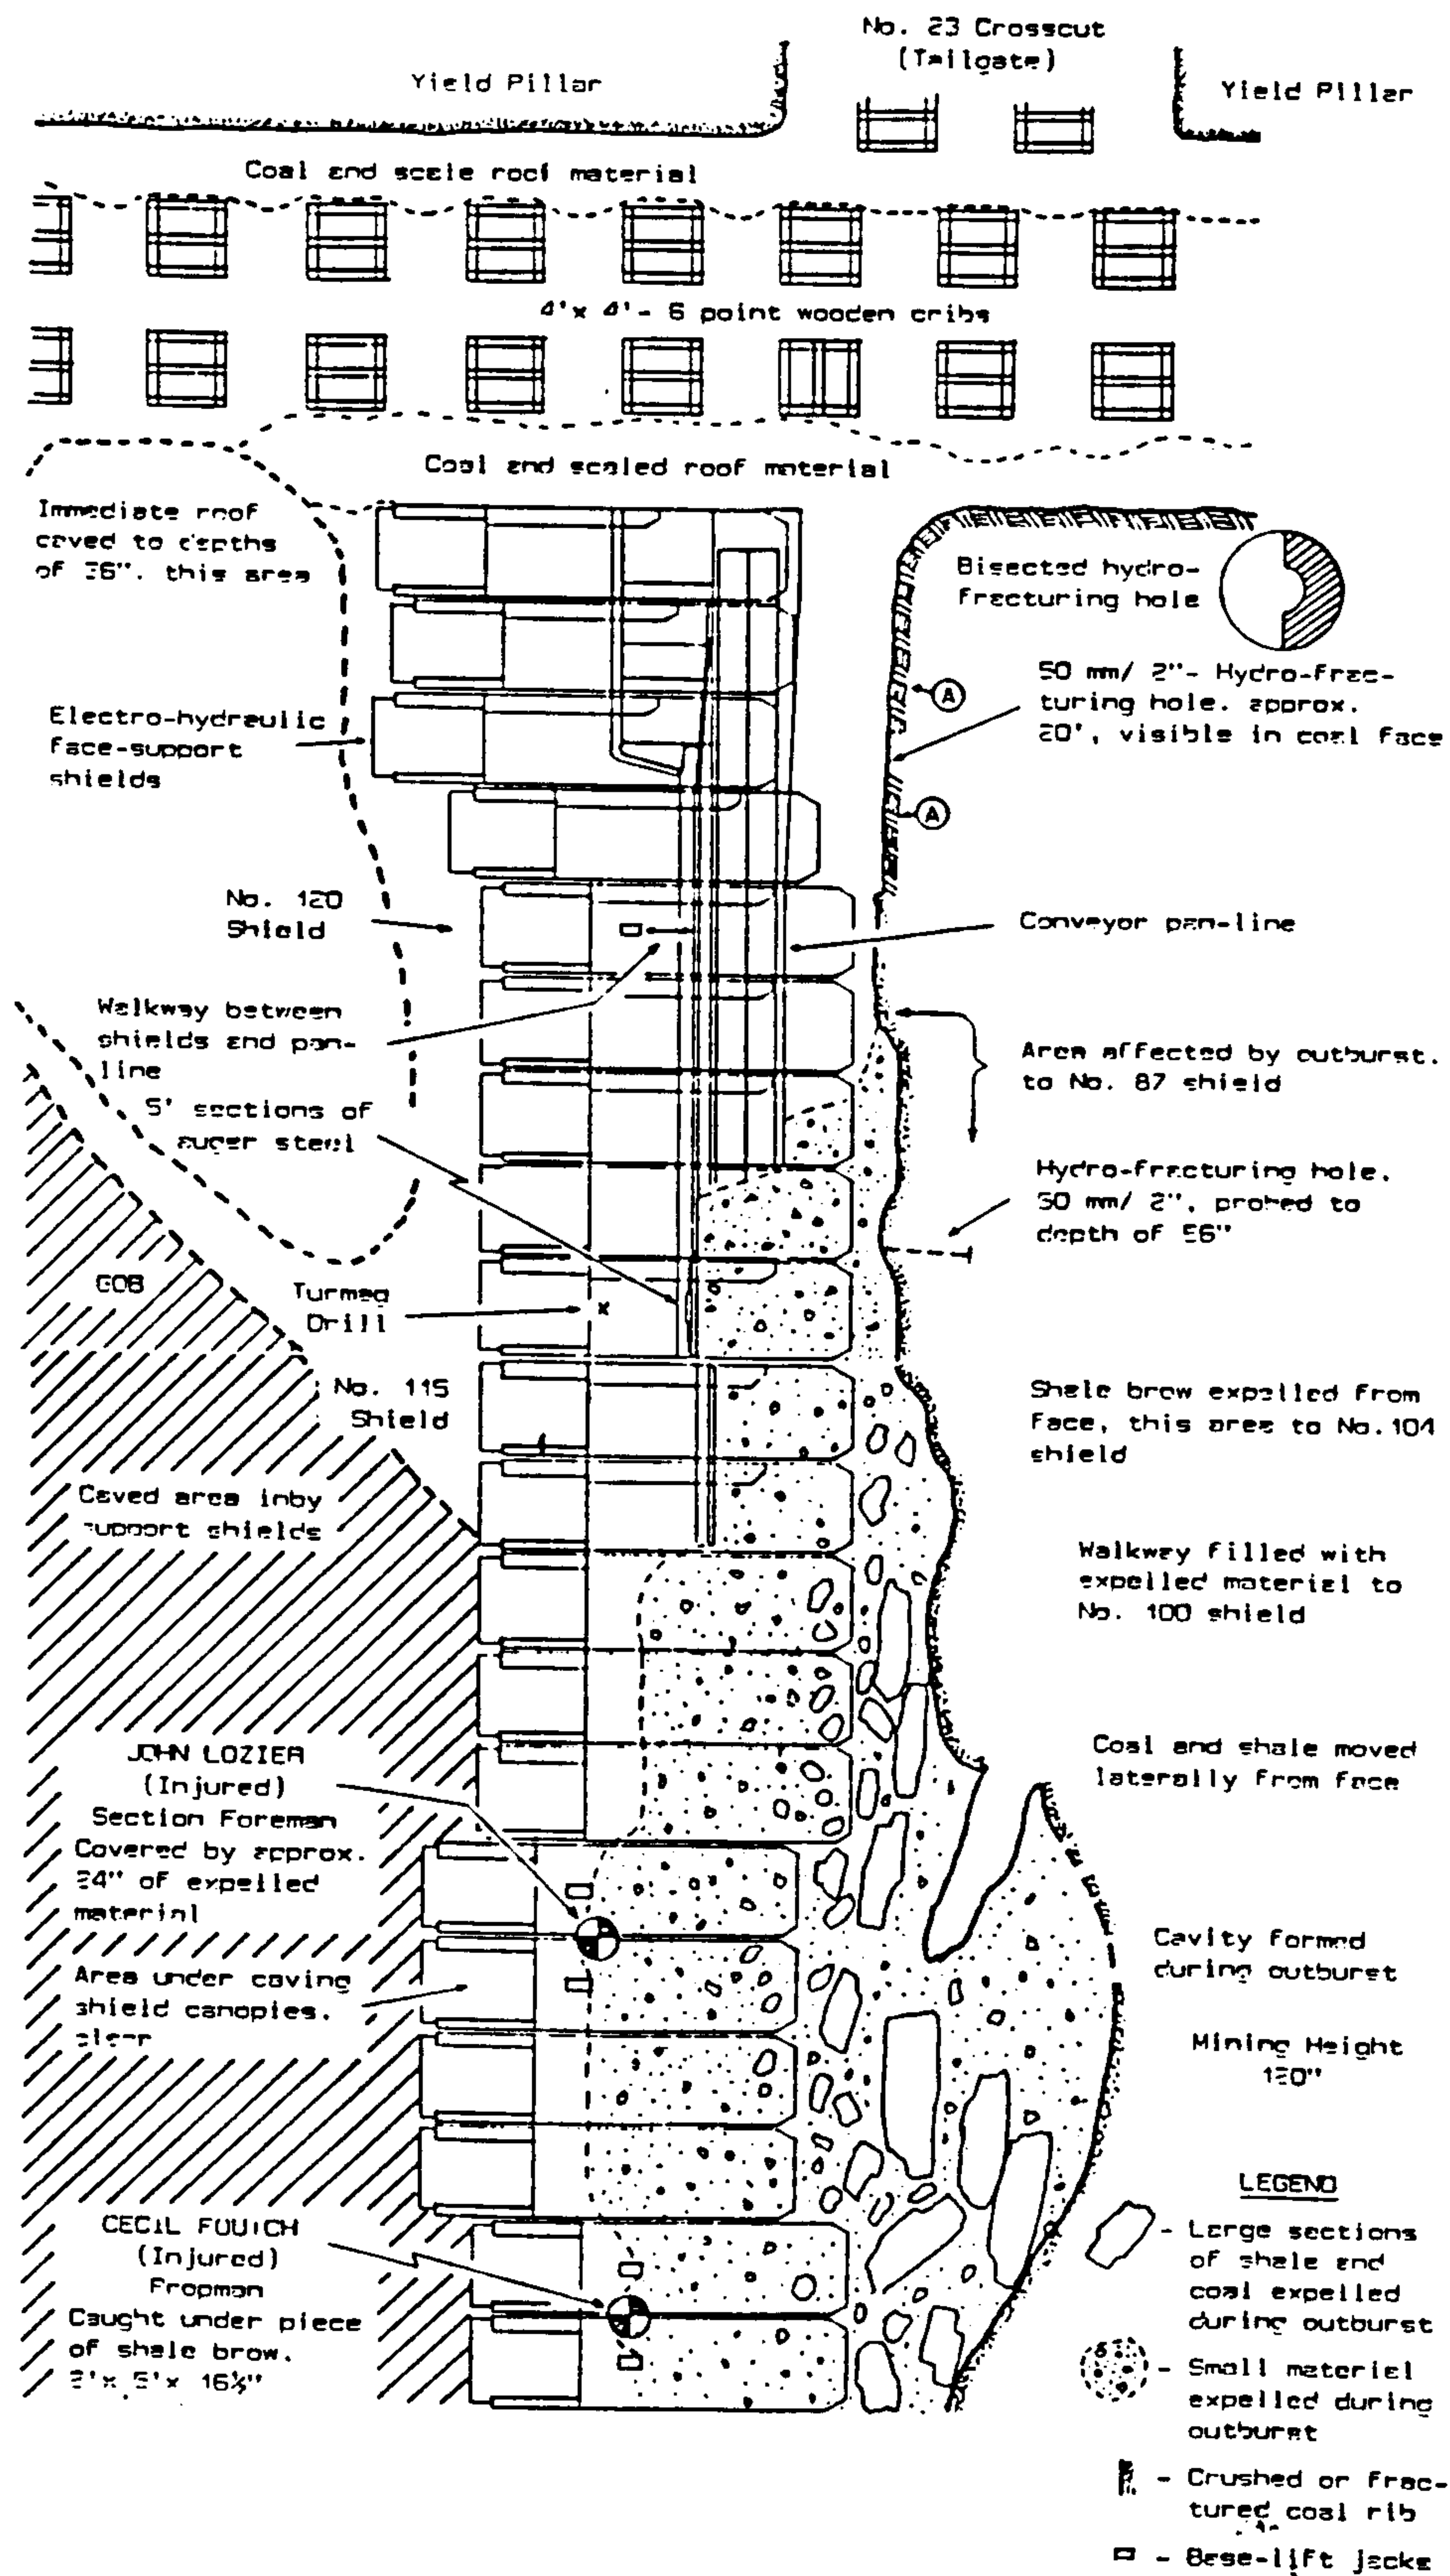 No. 23 Crosscut
(Tailgate)
Yield Pillar
Yield Pillar
Coal and scale roof material
4'x 4'- 6 point wooden cribs
Coal and scaled roof material
Immediate roof
caved to depths
of 36". this area
Bisected hydro-
fracturing hole
50 mm/ 2"- Hydro-frac-
turing hole. approx.
20', visible in coal face
A
A
Electro-hydraulic
face-support
shields
No. 120
Shield
Conveyor pan-line
Walkway between
shields and pan-
line
Area affected by outburst.
to No. 87 shield
5' sections of
auger steel
Hydro-fracturing hole.
50 mm/ 2", probed to
depth of 56"
GOB
Turmag
Drill
x
No. 115
Shield
Shale brow expelled from
face, this area to No.104
shield
Caved area inby
support shields
Walkway filled with
expelled material to
No. 100 shield
JOHN LOZIER
(Injured)
Section Foreman
Covered by approx.
24" of expelled
material
Coal and shale moved
laterally from face
Area under caving
shield canopies.
clear
Cavity formed
during outburst
Mining Height
120"
CECIL
(Injured)
Propman
Caught under piece
of shale brow.
x 5'x 16½"
LEGEND
- Large sections
of shale and
coal expelled
during outburst
- Small material
expelled during
outburst
- Crushed or frac-
tured coal rib
- Base-lift jacks